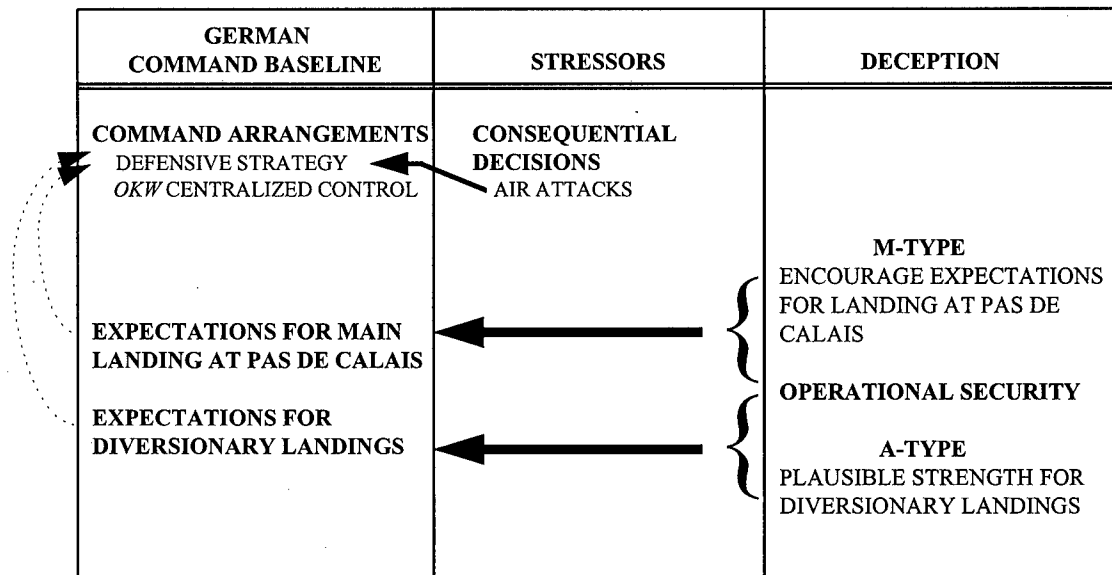 GERMAN
COMMAND BASELINE
STRESSORS
DECEPTION
COMMAND ARRANGEMENTS
DEFENSIVE STRATEGY
OKW CENTRALIZED CONTROL
CONSEQUENTIAL
DECISIONS
AIR ATTACKS
M-TYPE
ENCOURAGE EXPECTATIONS
FOR LANDING AT PAS DE
CALAIS
EXPECTATIONS FOR MAIN
LANDING AT PAS DE CALAIS
OPERATIONAL SECURITY
EXPECTATIONS FOR
DIVERSIONARY LANDINGS
A-TYPE
PLAUSIBLE STRENGTH FOR
DIVERSIONARY LANDINGS